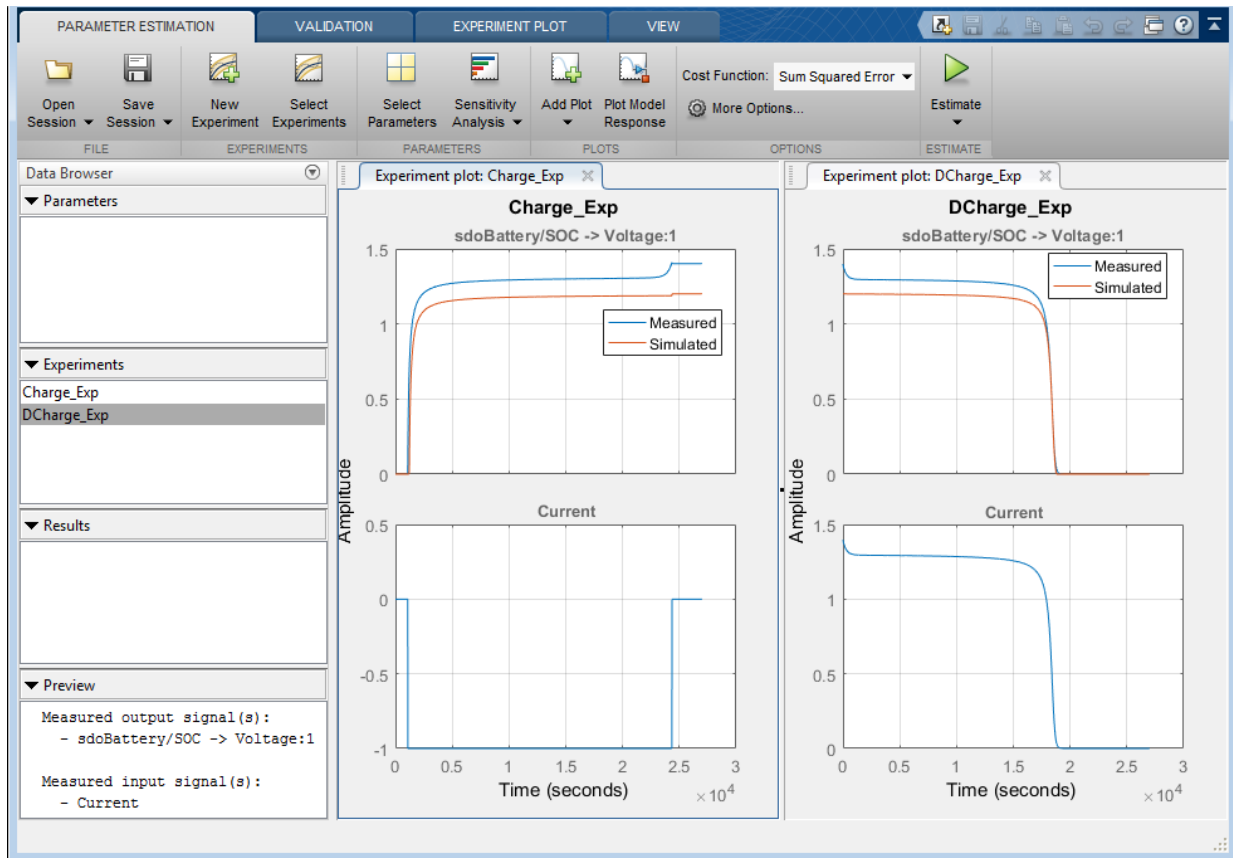 PARAMETER ESTIMATION
VALIDATION
EXPERIMENT PLOT
VIEW
Open Session
Save Session
New Experiment
Select Experiments
Select Parameters
Sensitivity Analysis
Add Plot
Plot Model Response
Cost Function: Sum Squared Error
More Options...
Estimate
FILE
EXPERIMENTS
PARAMETERS
PLOTS
OPTIONS
ESTIMATE
Data Browser
Parameters
Experiments
Charge_Exp
DCharge_Exp
Results
Preview
Measured output signal(s):
- sdoBattery/SOC -> Voltage:1
Measured input signal(s):
- Current
Experiment plot: Charge_Exp
Charge_Exp
sdoBattery/SOC -> Voltage:1
1.5
1
0.5
0
Measured
Simulated
Amplitude
Current
0.5
0
-0.5
-1
0 0.5 1 1.5 2 2.5 3
Time (seconds)
×10^4
Experiment plot: DCharge_Exp
DCharge_Exp
sdoBattery/SOC -> Voltage:1
1.5
1
0.5
0
Measured
Simulated
Amplitude
Current
1.5
1
0.5
0
0 0.5 1 1.5 2 2.5 3
Time (seconds)
×10^4